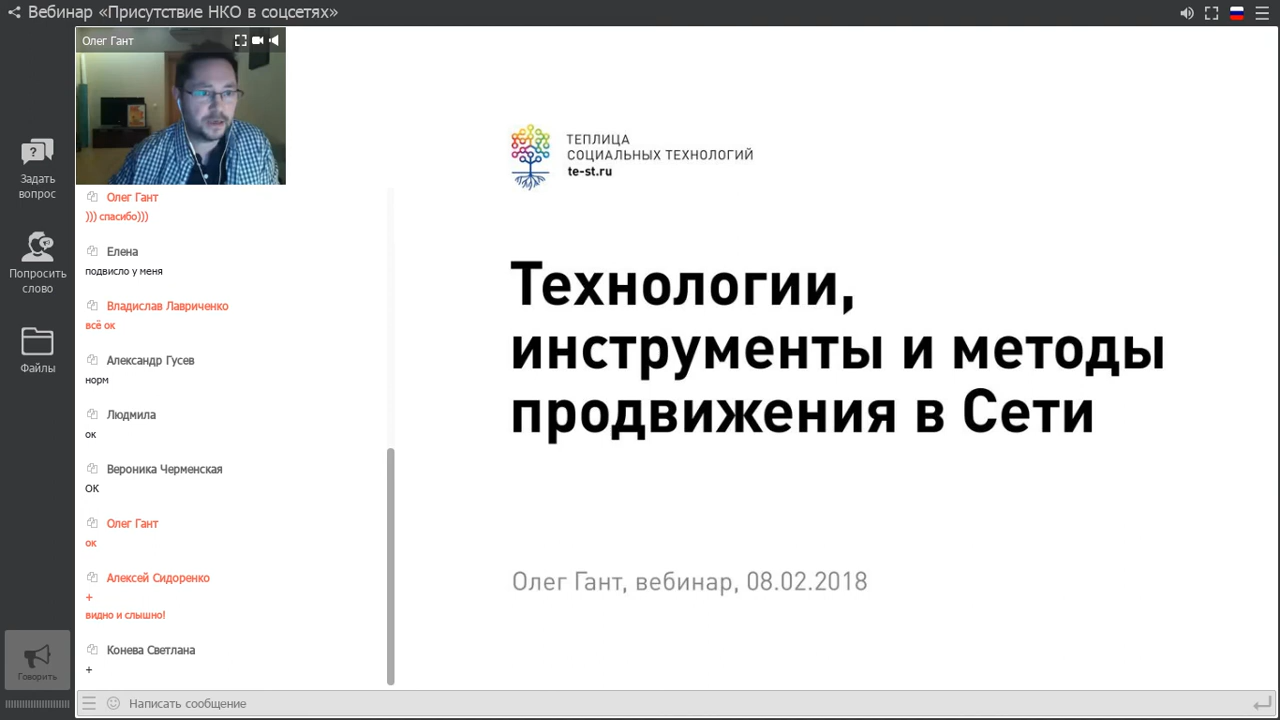 Вебинар «Присутствие НКО в соцсетях»
Олег Гант
Задать
вопрос
Попросить
слово
Файлы
Говорить
Олег Гант
))) спасибо)))
Елена
подвисло у меня
Владислав Лавриченко
всё ок
Александр Гусев
норм
Людмила
ок
Вероника Черменская
ОК
Олег Гант
ок
Алексей Сидоренко
+
видно и слышно!
Конева Светлана
+
Написать сообщение
ТЕПЛИЦА
СОЦИАЛЬНЫХ ТЕХНОЛОГИЙ
te-st.ru
Технологии,
инструменты и методы
продвижения в Сети
Олег Гант, вебинар, 08.02.2018